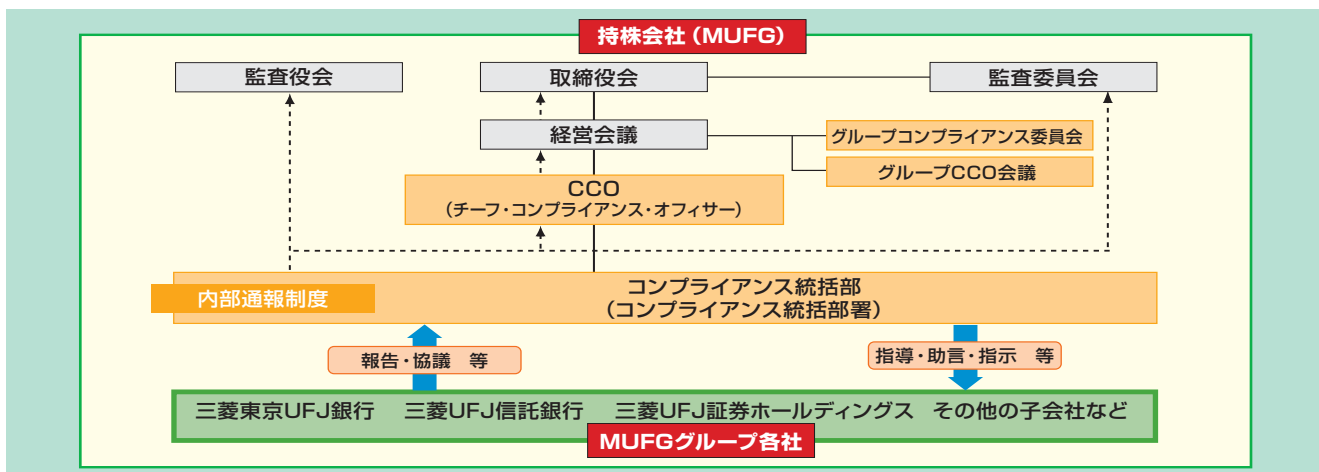 持株会社(MUFG)
監査役会
取締役会
監査委員会
経営会議
グループコンプライアンス委員会
グループCCO会議
CCO
(チーフ・コンプライアンス・オフィサー)
内部通報制度
コンプライアンス統括部
(コンプライアンス統括部署)
報告・協議 等
指導・助言・指示 等
三菱東京UFJ銀行 三菱UFJ信託銀行 三菱UFJ証券ホールディングス その他の子会社など
MUFGグループ各社